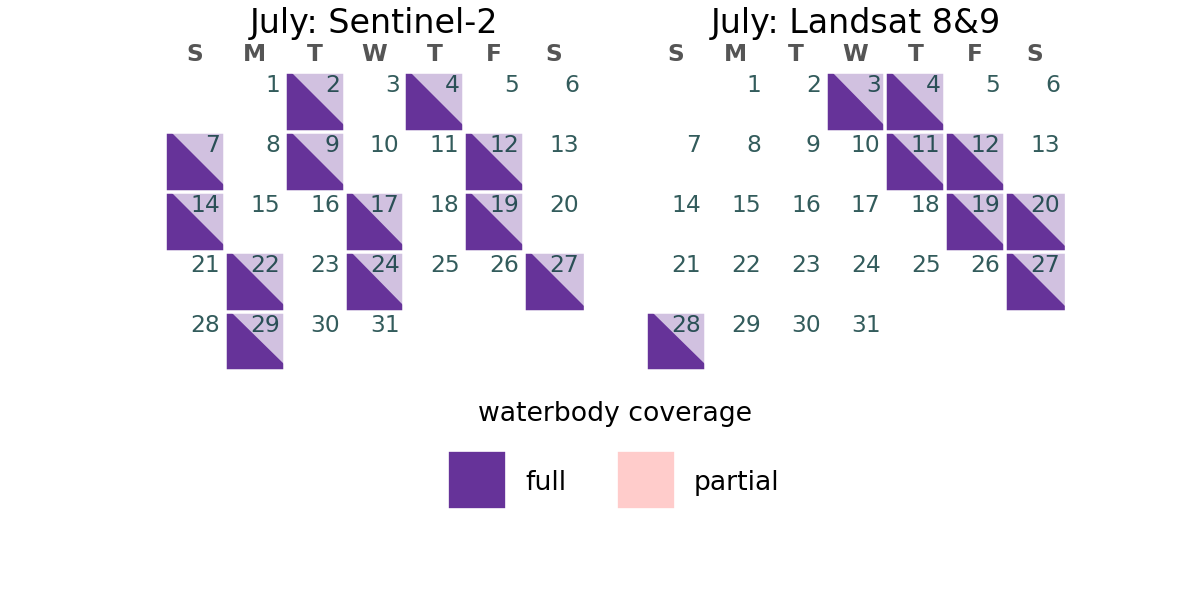 July: Sentinel-2
S M T W T F S
1 2 3 4 5 6
7 8 9 10 11 12 13
14 15 16 17 18 19 20
21 22 23 24 25 26 27
28 29 30 31
July: Landsat 8&9
S M T W T F S
1 2 3 4 5 6
7 8 9 10 11 12 13
14 15 16 17 18 19 20
21 22 23 24 25 26 27
28 29 30 31
waterbody coverage
full
partial